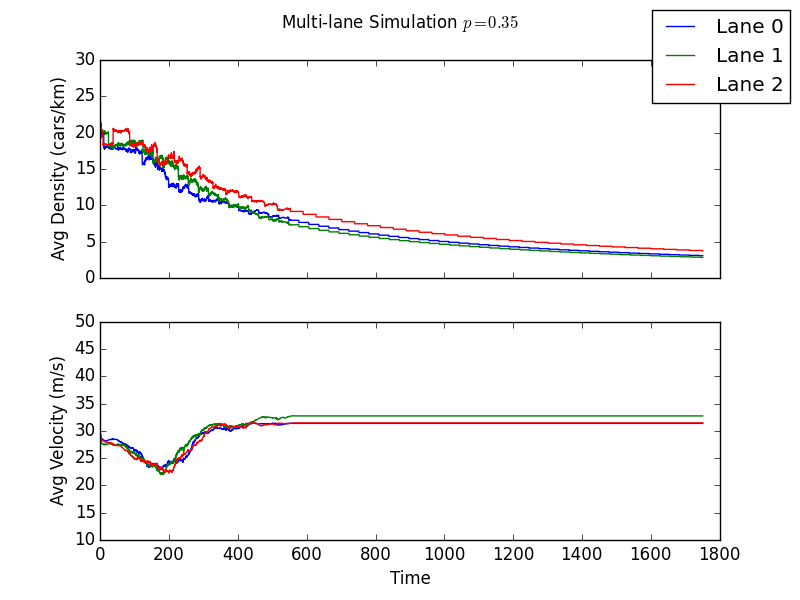 Multi-lane Simulation p=0.35
Lane 0
Lane 1
Lane 2
30
25
20
15
10
5
0
Avg Density (cars/km)
50
45
40
35
30
25
20
15
10
Avg Velocity (m/s)
0 200 400 600 800 1000 1200 1400 1600 1800
Time